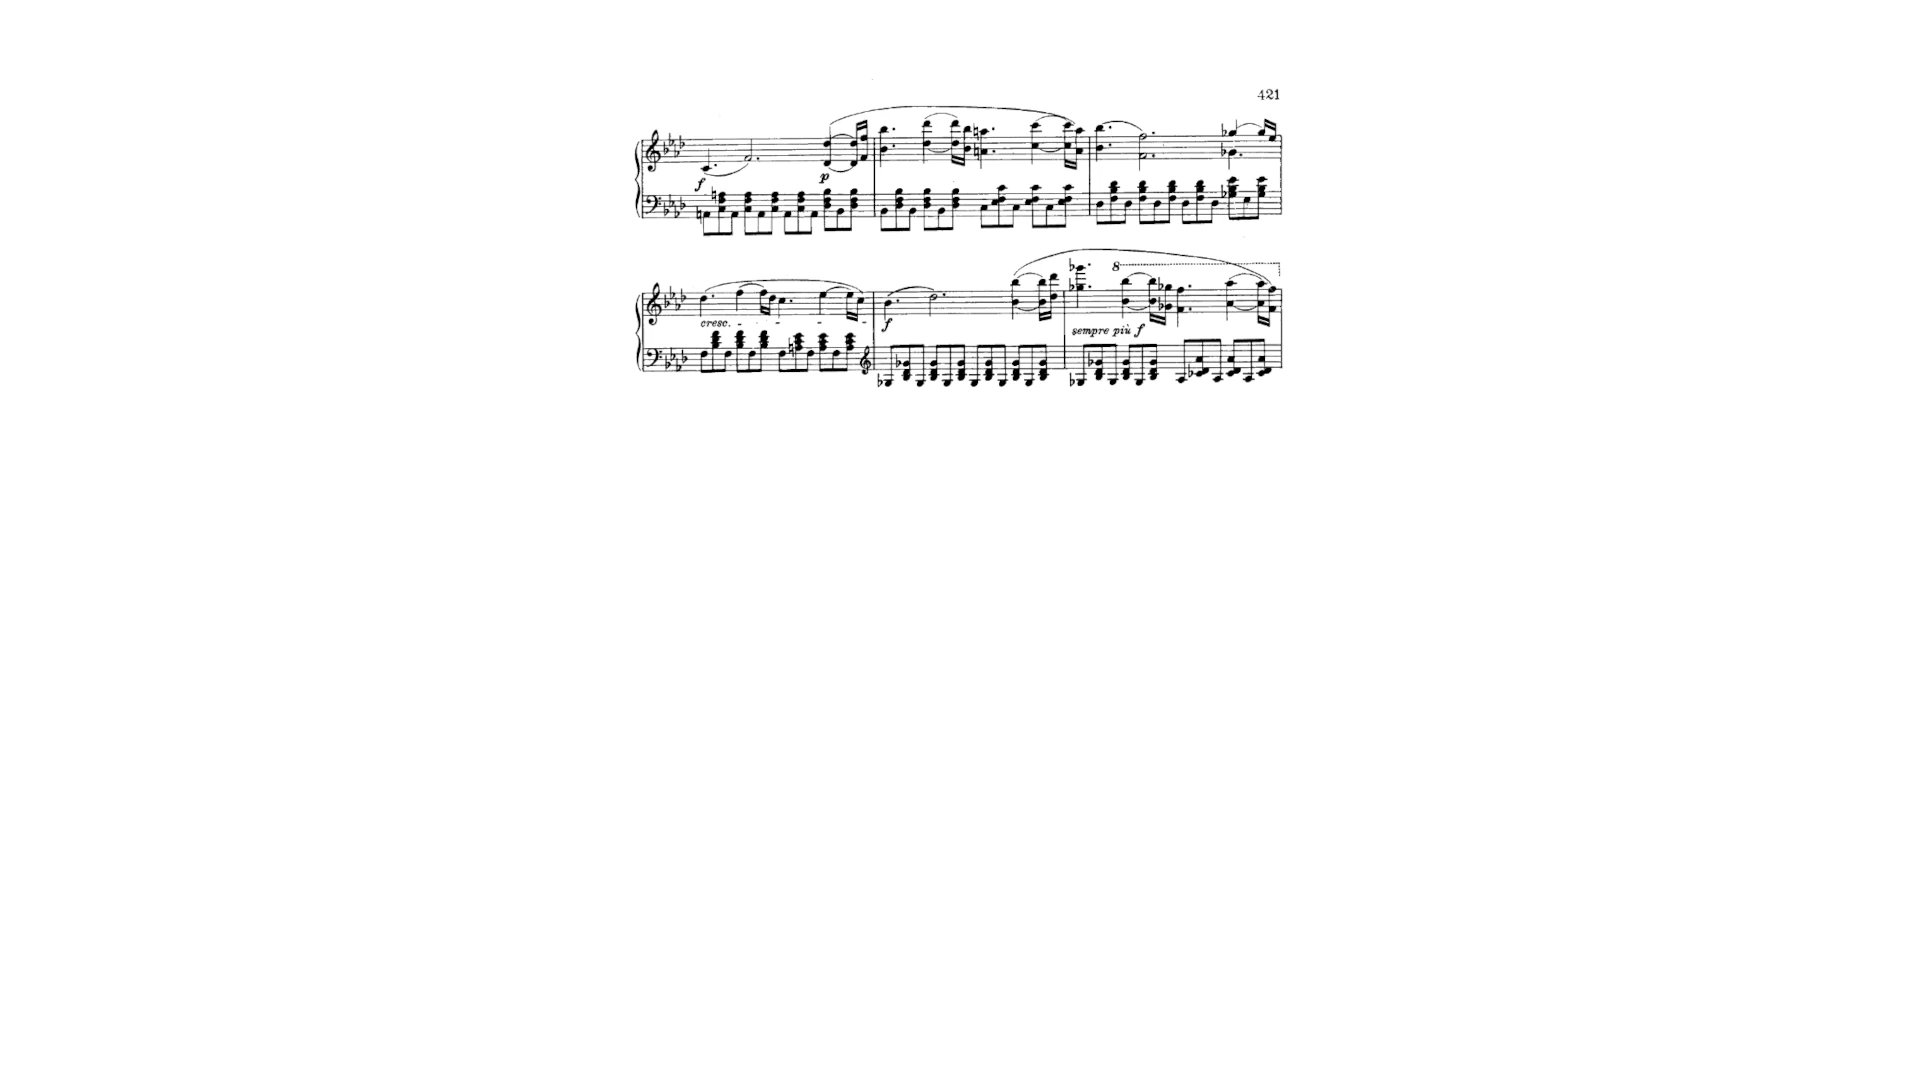 421
f p
cresc. - - - - -
8
f sempre più f